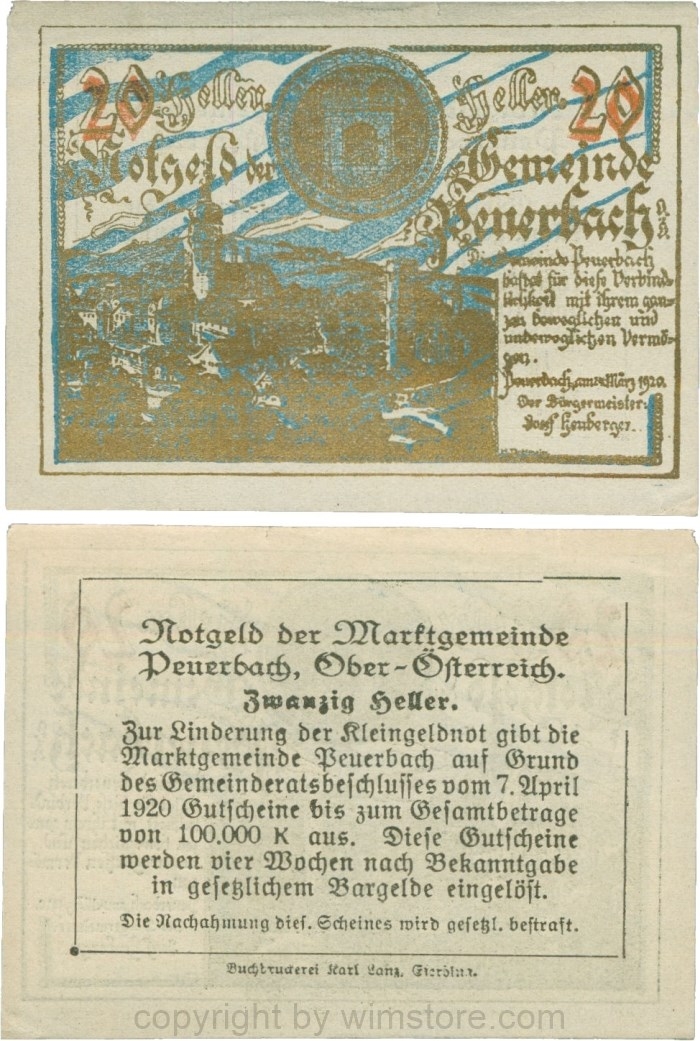 20 Heller. Heller. 20
Notgeld der Gemeinde
Peuerbach O.Ö.
Die Gemeinde Peuerbach
haftet für diese Verbind-
lichkeit mit ihrem gan-
zen beweglichen und
unbeweglichen Vermö-
gen.
Peuerbach, am März 1920.
Der Bürgermeister:
Josef Heuberger.
Notgeld der Marktgemeinde
Peuerbach, Ober-Österreich.
Zwanzig Heller.
Zur Linderung der Kleingeldnot gibt die
Marktgemeinde Peuerbach auf Grund
des Gemeinderatsbeschlusses vom 7. April
1920 Gutscheine bis zum Gesamtbetrage
von 100.000 K aus. Diese Gutscheine
werden vier Wochen nach Bekanntgabe
in gesetzlichem Bargelde eingelöst.
Die Nachahmung dies. Scheines wird gesetzl. bestraft.
Buchdruckerei Karl Lanz,
copyright by wimstore.com